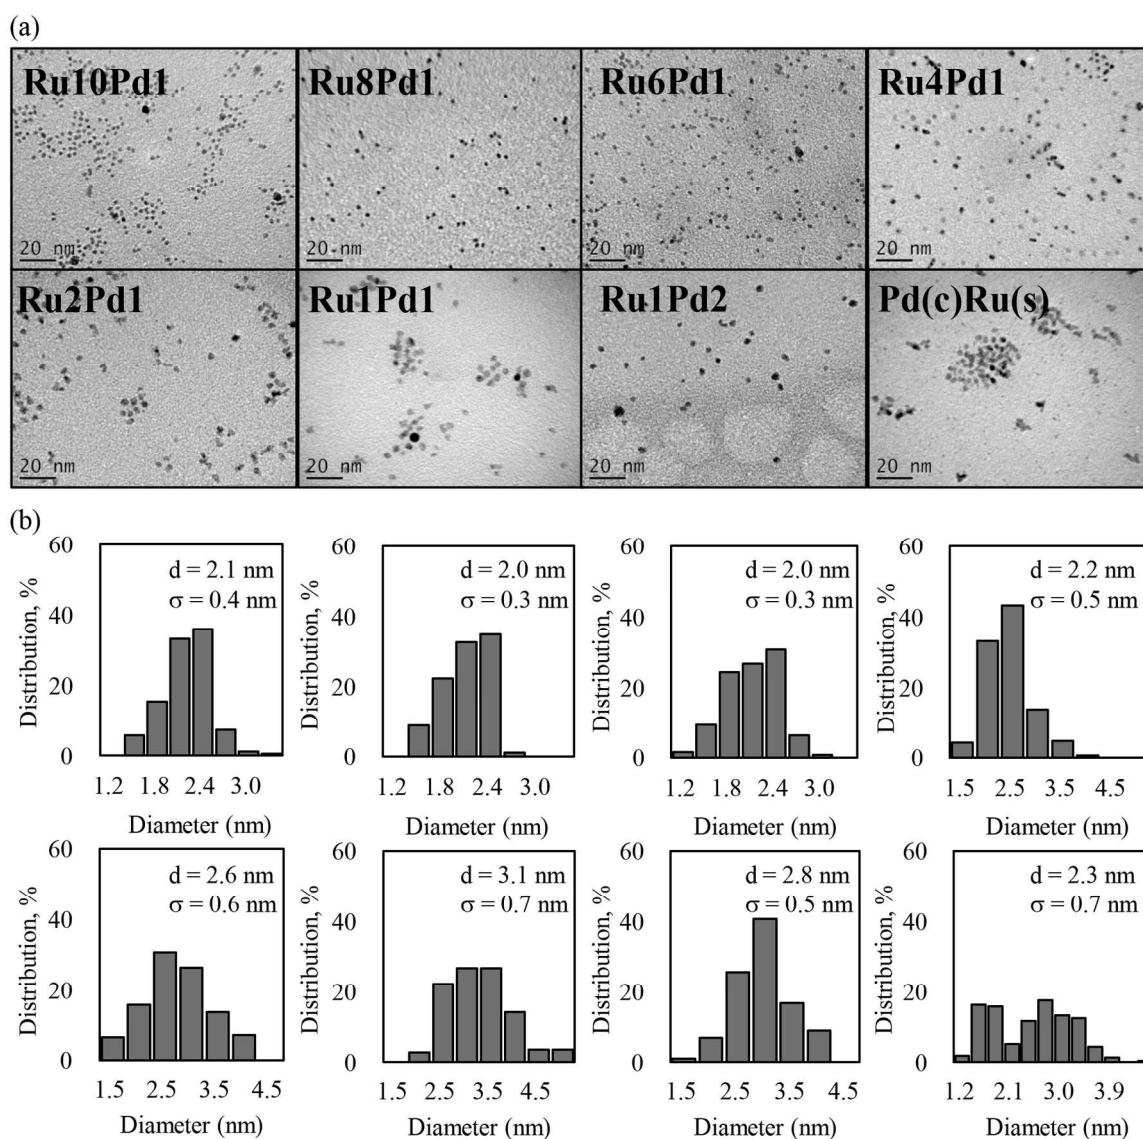 (a)
Ru10Pd1
Ru8Pd1
Ru6Pd1
Ru4Pd1
20 nm
20 nm
20 nm
20 nm
Ru2Pd1
Ru1Pd1
Ru1Pd2
Pd(c)Ru(s)
20 nm
20 nm
20 nm
20 nm
(b)
Distribution, %
60
40
20
0
d = 2.1 nm
σ = 0.4 nm
1.2 1.8 2.4 3.0
Diameter (nm)
Distribution, %
60
40
20
0
d = 2.0 nm
σ = 0.3 nm
1.2 1.8 2.4 3.0
Diameter (nm)
Distribution, %
60
40
20
0
d = 2.0 nm
σ = 0.3 nm
1.2 1.8 2.4 3.0
Diameter (nm)
Distribution, %
60
40
20
0
d = 2.2 nm
σ = 0.5 nm
1.5 2.5 3.5 4.5
Diameter (nm)
Distribution, %
60
40
20
0
d = 2.6 nm
σ = 0.6 nm
1.5 2.5 3.5 4.5
Diameter (nm)
Distribution, %
60
40
20
0
d = 3.1 nm
σ = 0.7 nm
1.5 2.5 3.5 4.5
Diameter (nm)
Distribution, %
60
40
20
0
d = 2.8 nm
σ = 0.5 nm
1.5 2.5 3.5 4.5
Diameter (nm)
Distribution, %
60
40
20
0
d = 2.3 nm
σ = 0.7 nm
1.2 2.1 3.0 3.9
Diameter (nm)